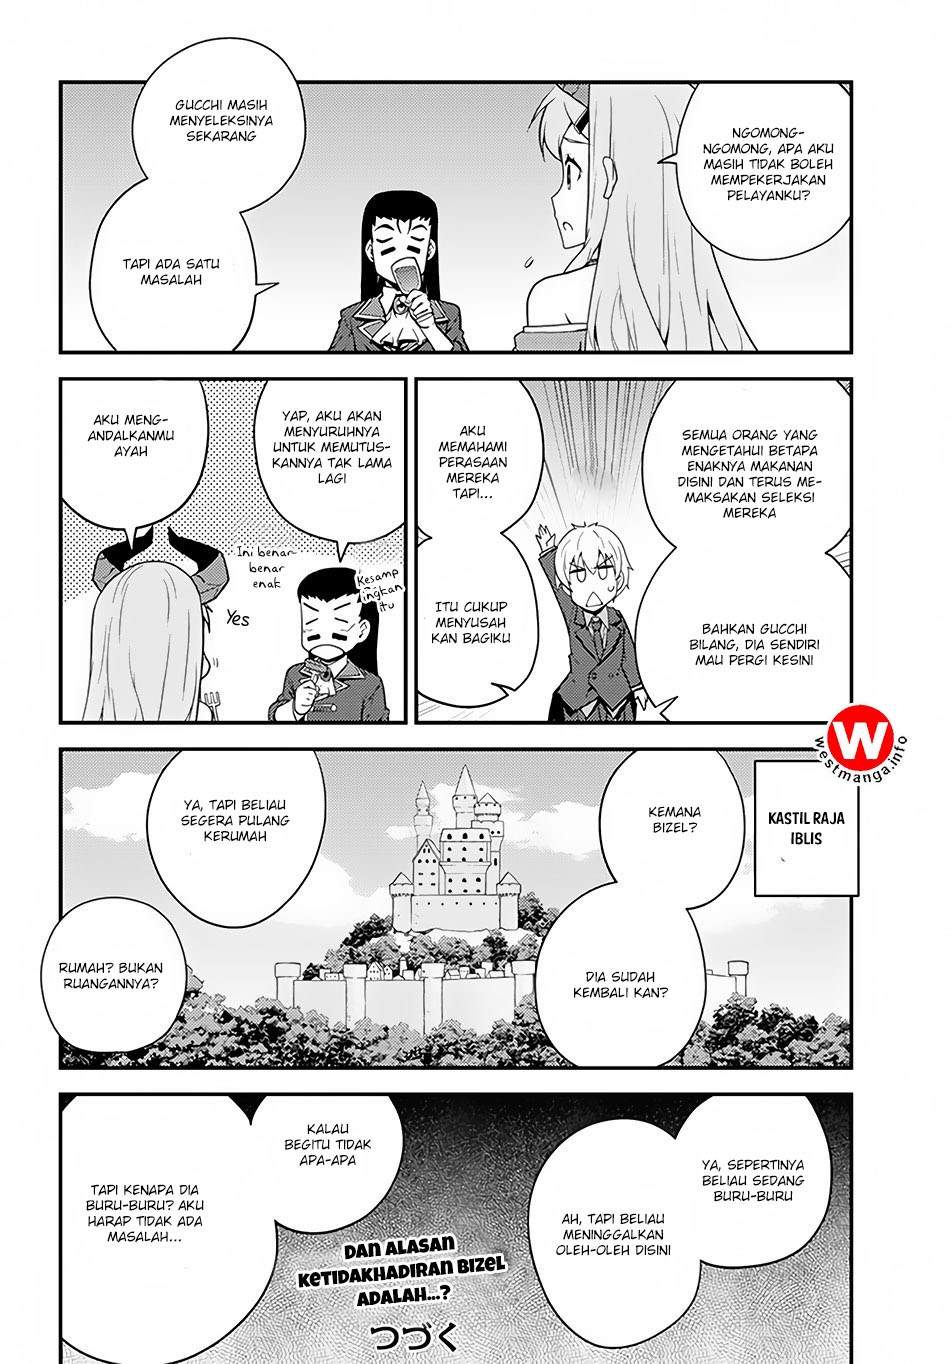 NGOMONG-
NGOMONG, APA AKU
MASIH TIDAK BOLEH
MEMPEKERJAKAN
PELAYANKU?
GUCCHI MASIH
MENYELEKSINYA
SEKARANG
TAPI ADA SATU
MASALAH
SEMUA ORANG YANG
MENGETAHUI BETAPA
ENAKNYA MAKANAN
DISINI DAN TERUS ME-
MAKSAKAN SELEKSI
MEREKA
BAHKAN GUCCHI
BILANG, DIA SENDIRI
MAU PERGI KESINI
AKU
MEMAHAMI
PERASAAN
MEREKA
TAPI...
ITU CUKUP
MENYUSAH
KAN BAGIKU
YAP, AKU AKAN
MENYURUHNYA
UNTUK MEMUTUS-
KANNYA TAK LAMA
LAGI
Kesamp
ingkan
itu
AKU MENG-
ANDALKANMU
AYAH
Ini benar
benar
enak
Yes
W
westmanga.info
KASTIL RAJA
IBLIS
KEMANA
BIZEL?
DIA SUDAH
KEMBALI KAN?
YA, TAPI BELIAU
SEGERA PULANG
KERUMAH
RUMAH? BUKAN
RUANGANNYA?
YA, SEPERTINYA
BELIAU SEDANG
BURU-BURU
AH, TAPI BELIAU
MENINGGALKAN
OLEH-OLEH DISINI
KALAU
BEGITU TIDAK
APA-APA
TAPI KENAPA DIA
BURU-BURU? AKU
HARAP TIDAK ADA
MASALAH...
DAN ALASAN
KETIDAKHADIRAN BIZEL
ADALAH...?
つづく